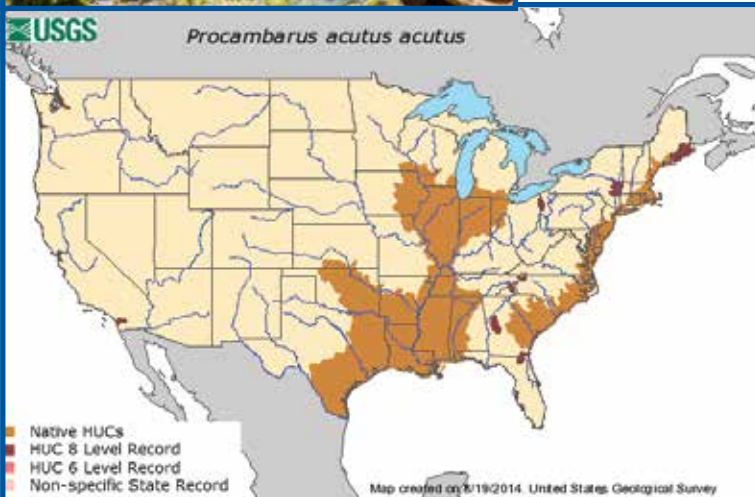 USGS
Procambarus acutus acutus
Native HUCs
HUC 8 Level Record
HUC 6 Level Record
Non-specific State Record
Map created on 8/19/2014. United States Geological Survey